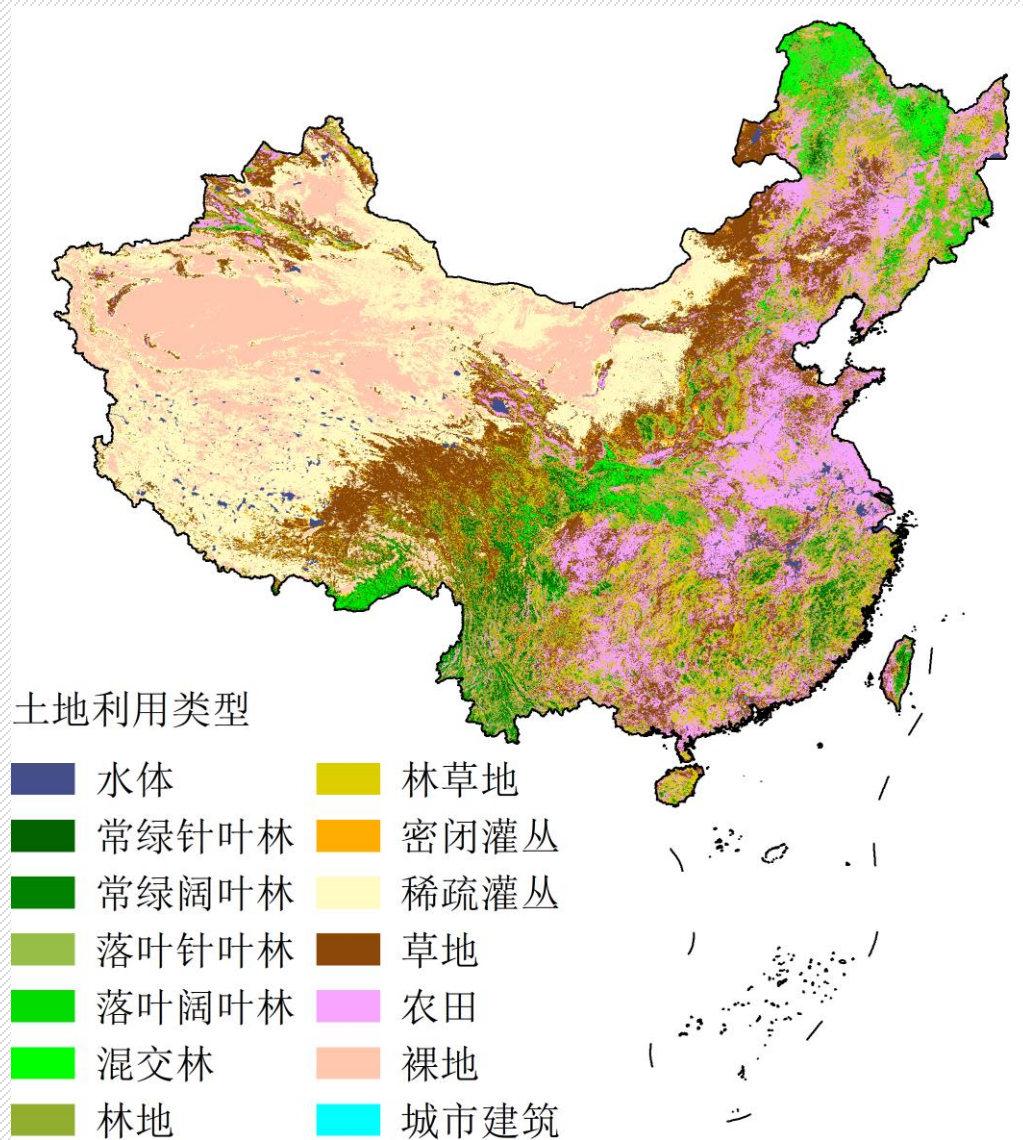 土地利用类型
水体
常绿针叶林
常绿阔叶林
落叶针叶林
落叶阔叶林
混交林
林地
林草地
密闭灌丛
稀疏灌丛
草地
农田
裸地
城市建筑